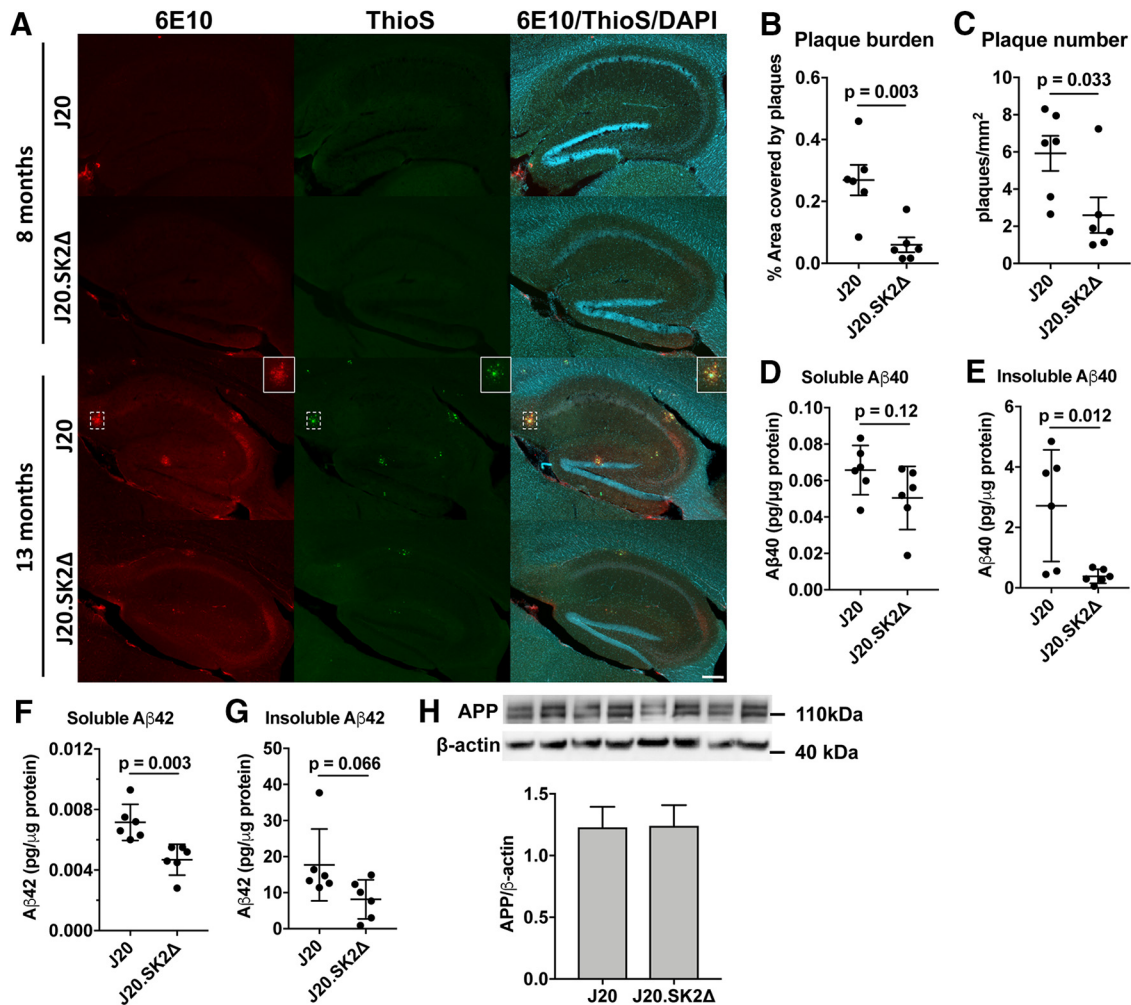 A
6E10
ThioS
6E10/ThioS/DAPI
8 months
J20
J20.SK2Δ
13 months
J20
J20.SK2Δ
B
Plaque burden
% Area covered by plaques
0.6
0.4
0.2
0.0
p = 0.003
J20
J20.SK2Δ
C
Plaque number
plaques/mm²
10
8
6
4
2
0
p = 0.033
J20
J20.SK2Δ
D
Soluble Aβ40
Aβ40 (pg/µg protein)
0.10
0.08
0.06
0.04
0.02
0.00
p = 0.12
J20
J20.SK2Δ
E
Insoluble Aβ40
Aβ40 (pg/µg protein)
6
4
2
0
p = 0.012
J20
J20.SK2Δ
F
Soluble Aβ42
Aβ42 (pg/µg protein)
0.012
0.008
0.004
0.000
p = 0.003
J20
J20.SK2Δ
G
Insoluble Aβ42
Aβ42 (pg/µg protein)
50
40
30
20
10
0
p = 0.066
J20
J20.SK2Δ
H
APP
110kDa
β-actin
40 kDa
APP/β-actin
1.5
1.0
0.5
0.0
J20
J20.SK2Δ